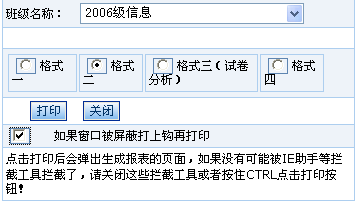 班级名称： 2006级信息
格式一 格式二 格式三（试卷分析） 格式四
打印 关闭
如果窗口被屏蔽打上钩再打印
点击打印后会弹出生成报表的页面，如果没有可能被IE助手等拦
截工具拦截了，请关闭这些拦截工具或者按住CTRL点击打印按
钮！